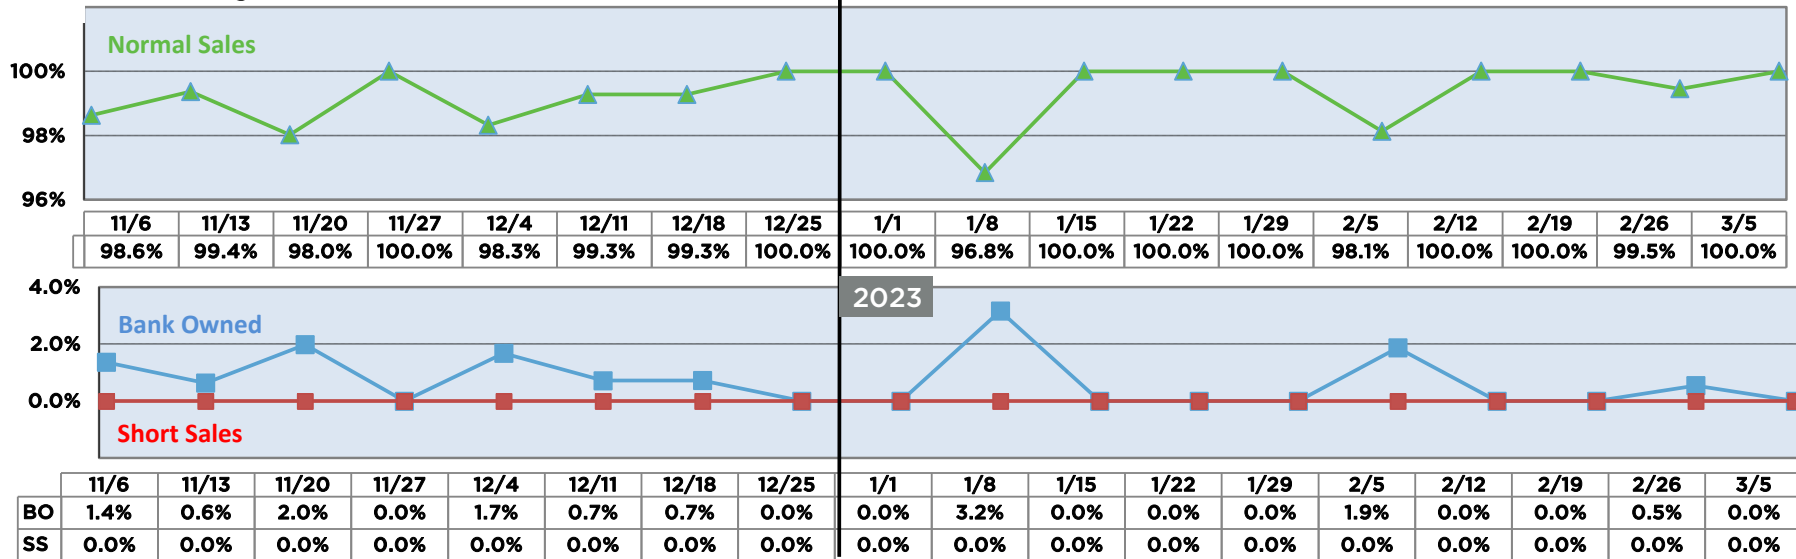 Normal Sales
100%
98%
96%
11/6 11/13 11/20 11/27 12/4 12/11 12/18 12/25 1/1 1/8 1/15 1/22 1/29 2/5 2/12 2/19 2/26 3/5
98.6% 99.4% 98.0% 100.0% 98.3% 99.3% 99.3% 100.0% 100.0% 96.8% 100.0% 100.0% 100.0% 98.1% 100.0% 100.0% 99.5% 100.0%
4.0%
2023
Bank Owned
2.0%
0.0%
Short Sales
11/6 11/13 11/20 11/27 12/4 12/11 12/18 12/25 1/1 1/8 1/15 1/22 1/29 2/5 2/12 2/19 2/26 3/5
BO 1.4% 0.6% 2.0% 0.0% 1.7% 0.7% 0.7% 0.0% 0.0% 3.2% 0.0% 0.0% 0.0% 1.9% 0.0% 0.0% 0.5% 0.0%
SS 0.0% 0.0% 0.0% 0.0% 0.0% 0.0% 0.0% 0.0% 0.0% 0.0% 0.0% 0.0% 0.0% 0.0% 0.0% 0.0% 0.0% 0.0%